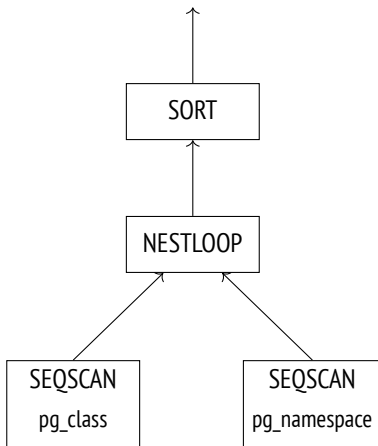 SORT
NESTLOOP
SEQSCAN
pg_class
SEQSCAN
pg_namespace